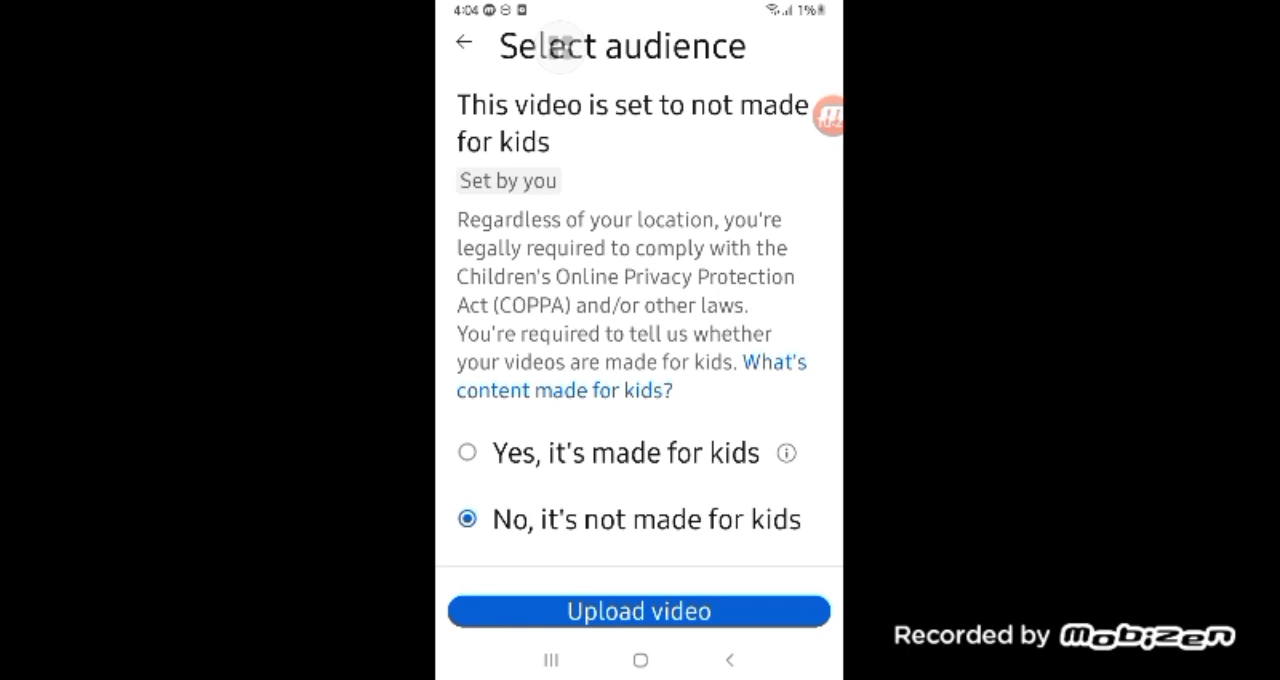 4:04
1%
Select audience
This video is set to not made
for kids
Set by you
Regardless of your location, you're
legally required to comply with the
Children's Online Privacy Protection
Act (COPPA) and/or other laws.
You're required to tell us whether
your videos are made for kids. What's
content made for kids?
Yes, it's made for kids
No, it's not made for kids
Upload video
Recorded by mobizen